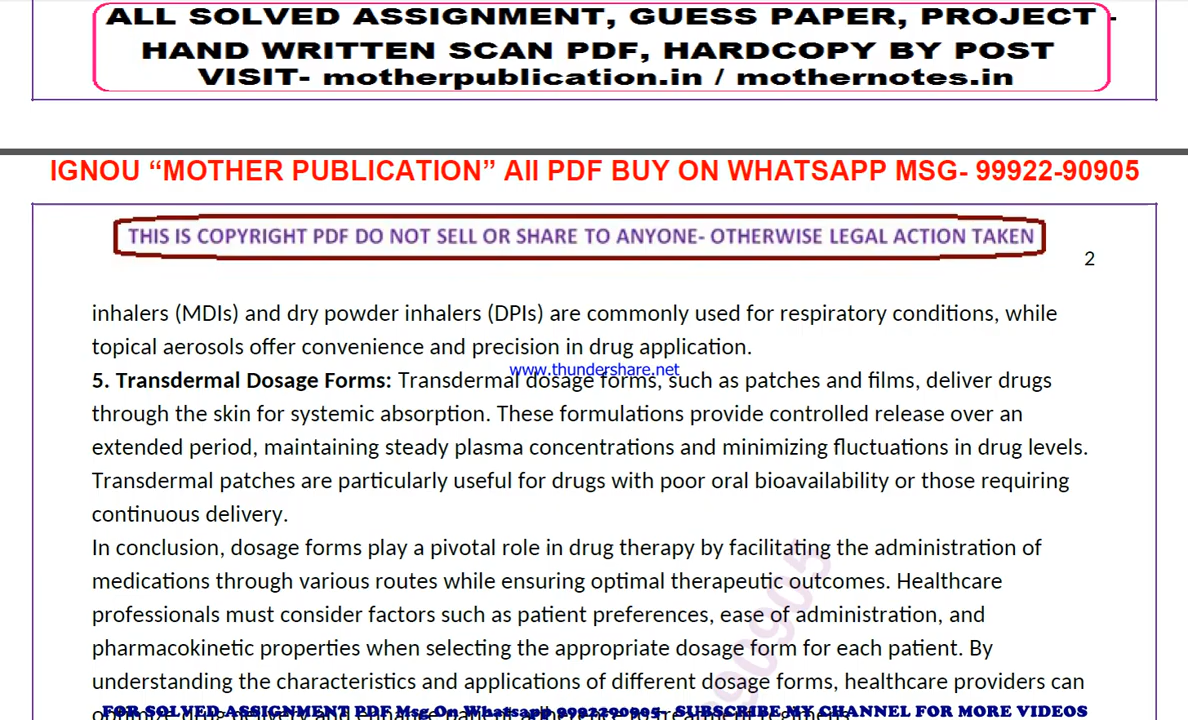 ALL SOLVED ASSIGNMENT, GUESS PAPER, PROJECT -
HAND WRITTEN SCAN PDF, HARDCOPY BY POST
VISIT- motherpublication.in / mothernotes.in
IGNOU “MOTHER PUBLICATION” All PDF BUY ON WHATSAPP MSG- 99922-90905
THIS IS COPYRIGHT PDF DO NOT SELL OR SHARE TO ANYONE- OTHERWISE LEGAL ACTION TAKEN
2
inhalers (MDIs) and dry powder inhalers (DPIs) are commonly used for respiratory conditions, while
topical aerosols offer convenience and precision in drug application.
www.thundershare.net
5. Transdermal Dosage Forms: Transdermal dosage forms, such as patches and films, deliver drugs
through the skin for systemic absorption. These formulations provide controlled release over an
extended period, maintaining steady plasma concentrations and minimizing fluctuations in drug levels.
Transdermal patches are particularly useful for drugs with poor oral bioavailability or those requiring
continuous delivery.
In conclusion, dosage forms play a pivotal role in drug therapy by facilitating the administration of
medications through various routes while ensuring optimal therapeutic outcomes. Healthcare
professionals must consider factors such as patient preferences, ease of administration, and
pharmacokinetic properties when selecting the appropriate dosage form for each patient. By
understanding the characteristics and applications of different dosage forms, healthcare providers can
FOR SOLVED ASSIGNMENT PDF Msg On Whatsapp 9992290905- SUBSCRIBE MY CHANNEL FOR MORE VIDEOS
90905